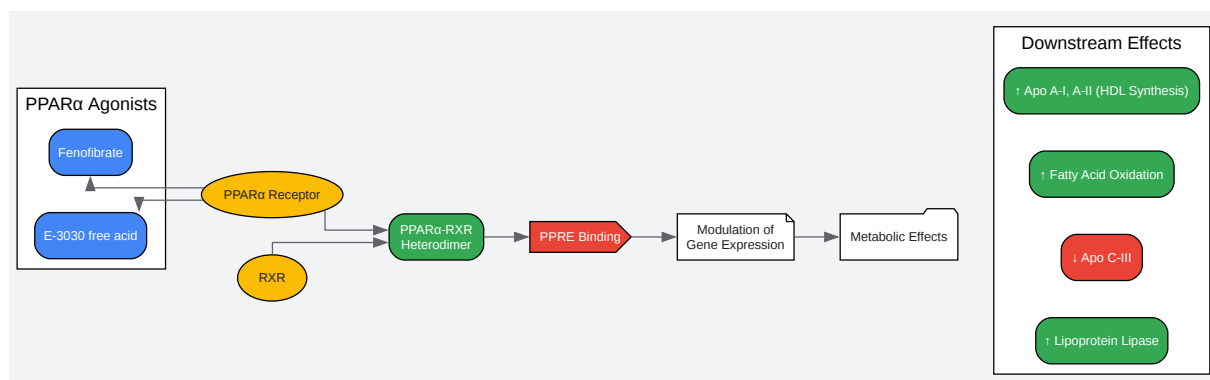 PPARα Agonists
Fenofibrate
E-3030 free acid
PPARα Receptor
RXR
PPARα-RXR
Heterodimer
PPRE Binding
Modulation of
Gene Expression
Metabolic Effects
Downstream Effects
↑ Apo A-I, A-II (HDL Synthesis)
↑ Fatty Acid Oxidation
↓ Apo C-III
↑ Lipoprotein Lipase